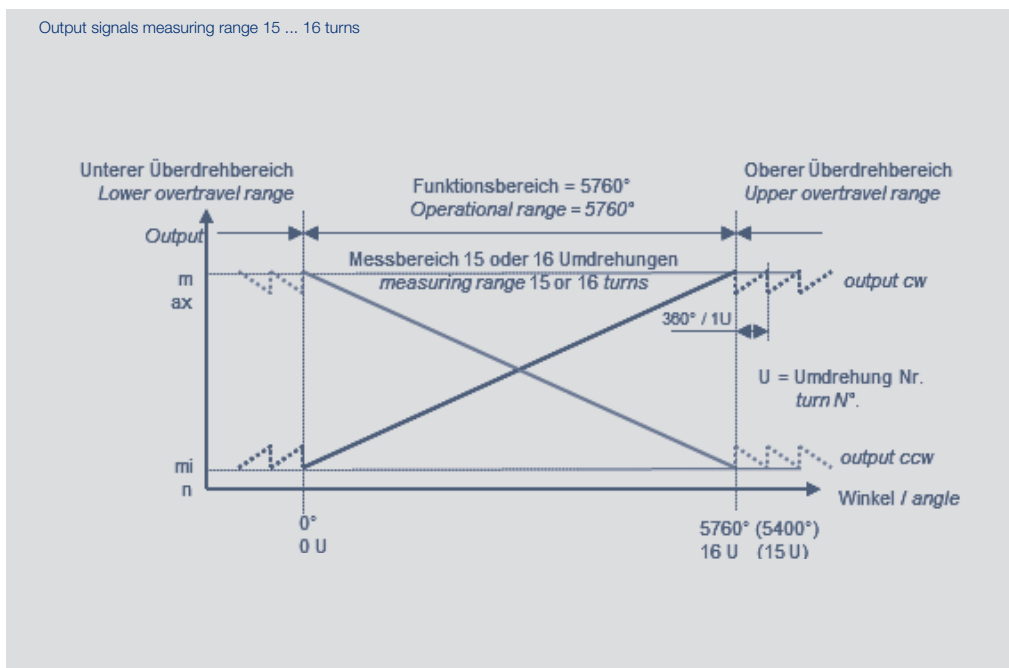 Output signals measuring range 15 ... 16 turns
Unterer Überdrehbereich
Lower overtravel range
Funktionsbereich = 5760°
Operational range = 5760°
Oberer Überdrehbereich
Upper overtravel range
Output
Messbereich 15 oder 16 Umdrehungen
measuring range 15 or 16 turns
m
ax
output cw
360° / 1U
U = Umdrehung Nr.
turn N°.
mi
n
output ccw
Winkel / angle
0°
0 U
5760° (5400°)
16 U (15 U)